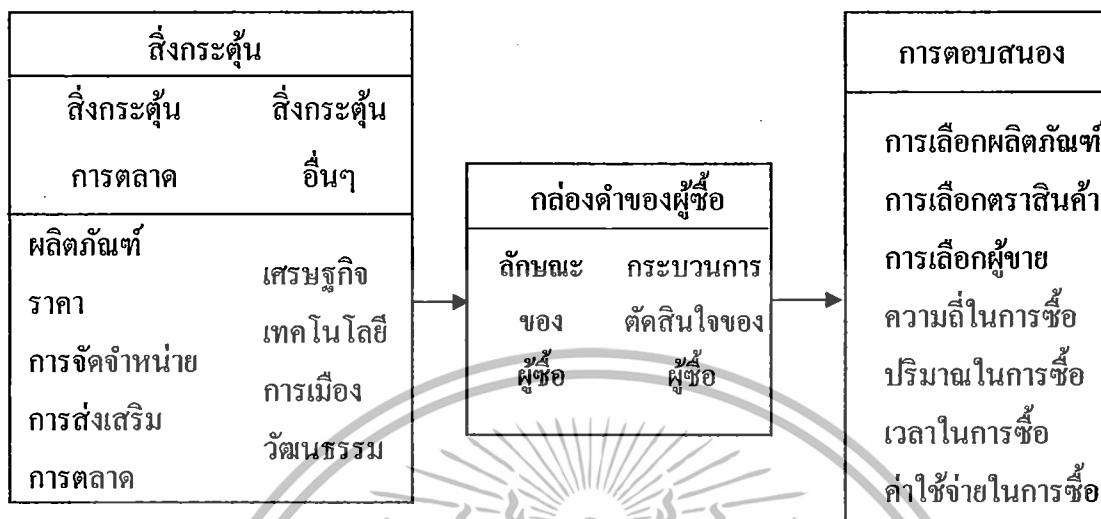 สิ่งกระตุ้น
สิ่งกระตุ้น
การตลาด
สิ่งกระตุ้น
อื่นๆ
ผลิตภัณฑ์
ราคา
การจัดจำหน่าย
การส่งเสริม
การตลาด
เศรษฐกิจ
เทคโนโลยี
การเมือง
วัฒนธรรม
กล่องดำของผู้ซื้อ
ลักษณะ
ของ
ผู้ซื้อ
กระบวนการ
ตัดสินใจของ
ผู้ซื้อ
การตอบสนอง
การเลือกผลิตภัณฑ์
การเลือกตราสินค้า
การเลือกผู้ขาย
ความถี่ในการซื้อ
ปริมาณในการซื้อ
เวลาในการซื้อ
ค่าใช้จ่ายในการซื้อ